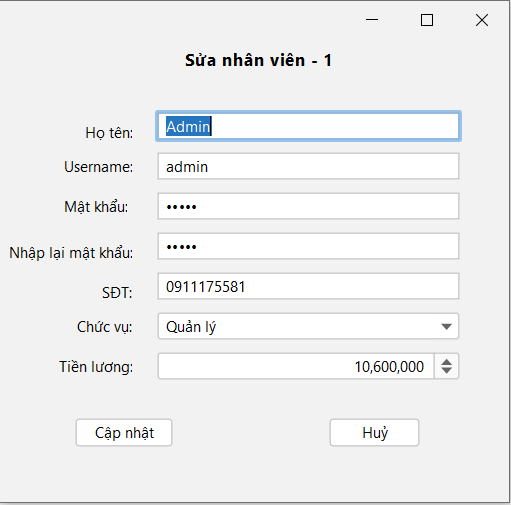 Sửa nhân viên - 1
Họ tên: Admin
Username: admin
Mật khẩu: •••••
Nhập lại mật khẩu: •••••
SĐT: 0911175581
Chức vụ: Quản lý
Tiền lương: 10,600,000
Cập nhật Huỷ